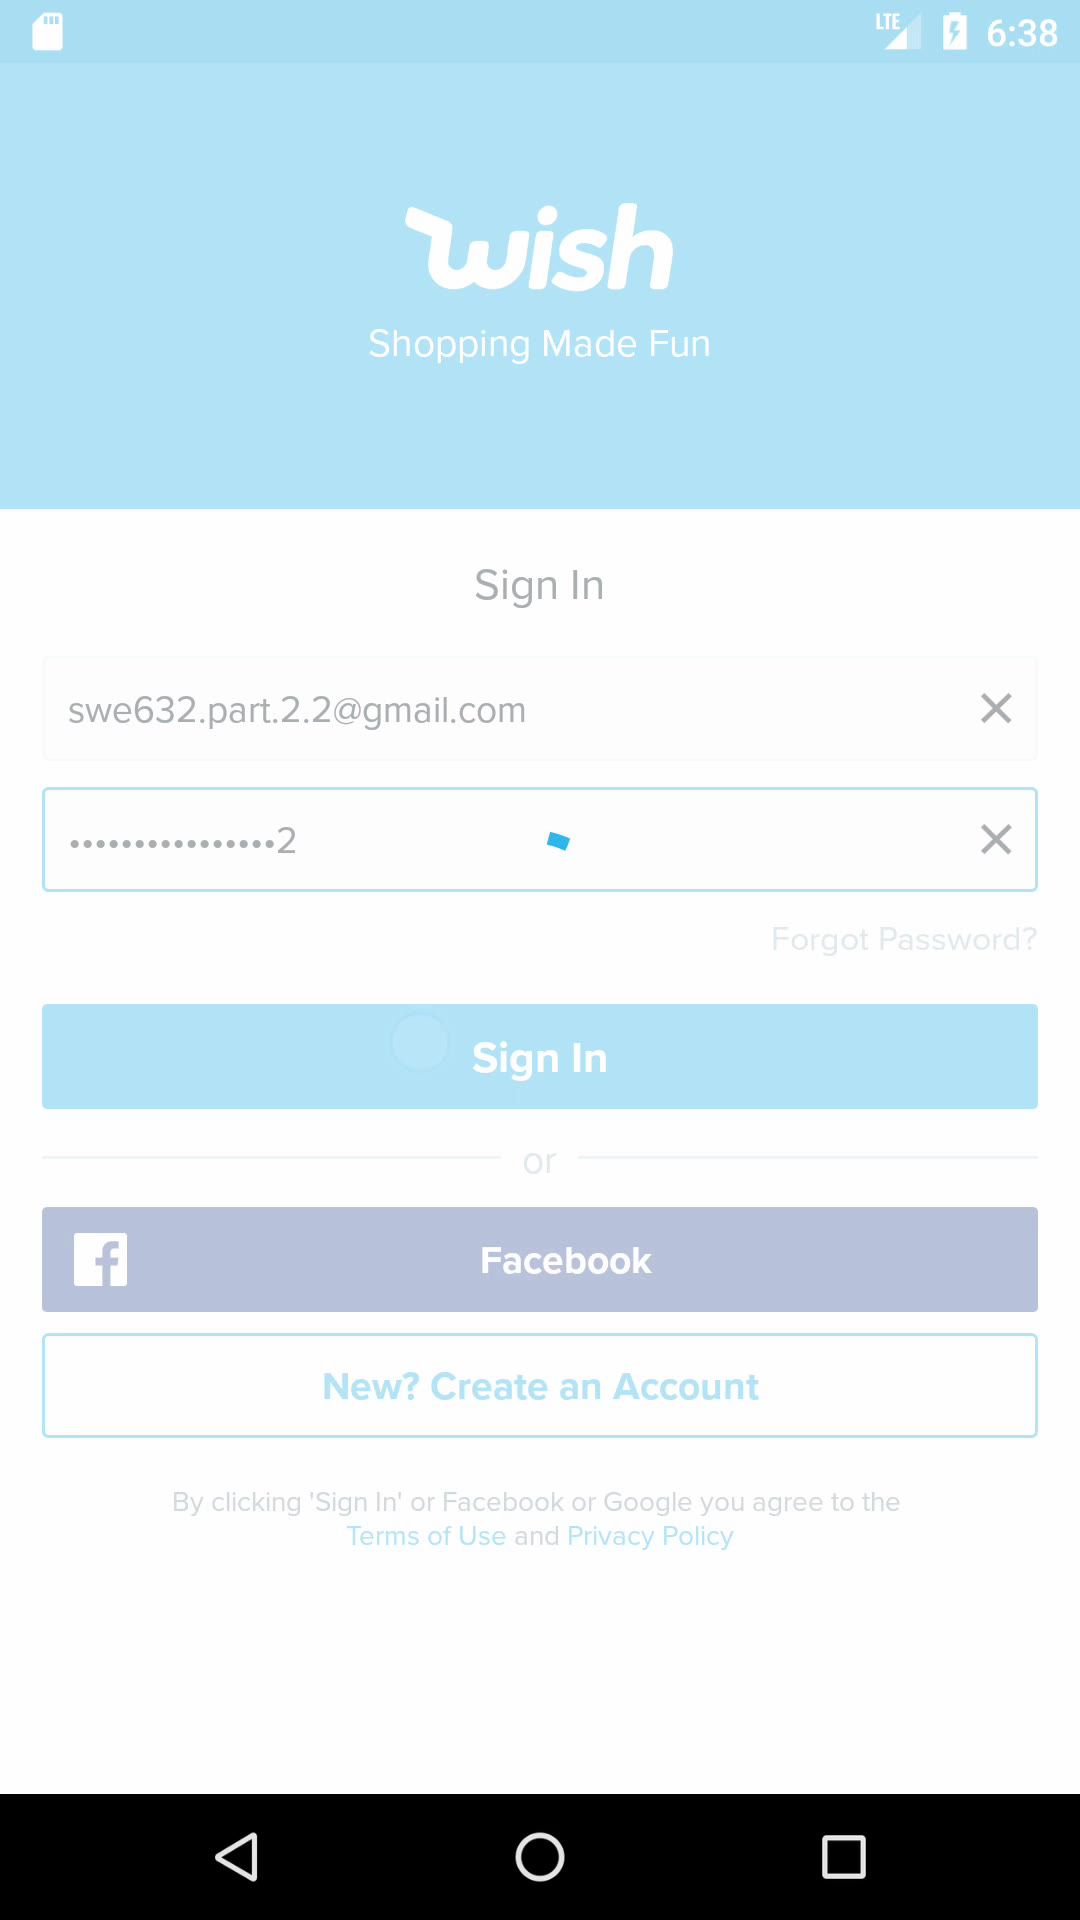 LTE 6:38
wish
Shopping Made Fun
Sign In
swe632.part.2.2@gmail.com
••••••••••••••••2
Forgot Password?
Sign In
or
Facebook
New? Create an Account
By clicking 'Sign In' or Facebook or Google you agree to the
Terms of Use and Privacy Policy